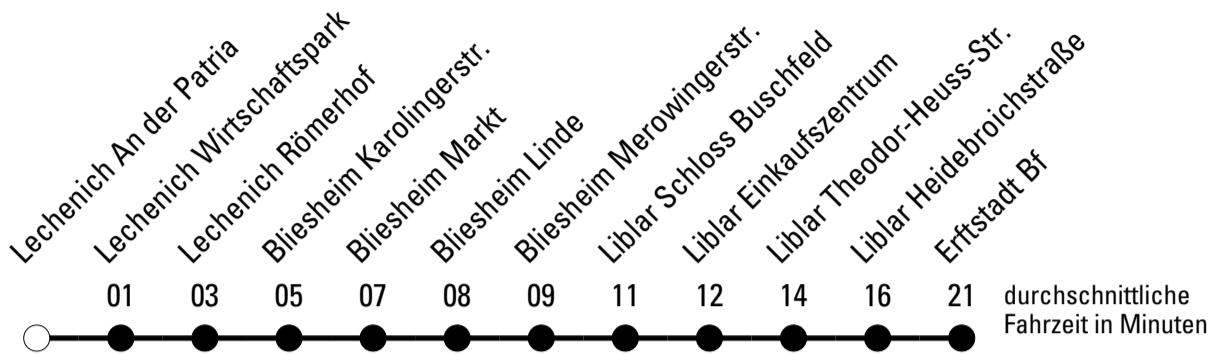 Lechenich An der Patria
Lechenich Wirtschaftspark
Lechenich Römerhof
Bliesheim Karolingerstr.
Bliesheim Markt
Bliesheim Linde
Bliesheim Merowingerstr.
Liblar Schloss Buschfeld
Liblar Einkaufszentrum
Liblar Theodor-Heuss-Str.
Liblar Heidebroichstraße
Erftstadt Bf
01 03 05 07 08 09 11 12 14 16 21
durchschnittliche
Fahrzeit in Minuten